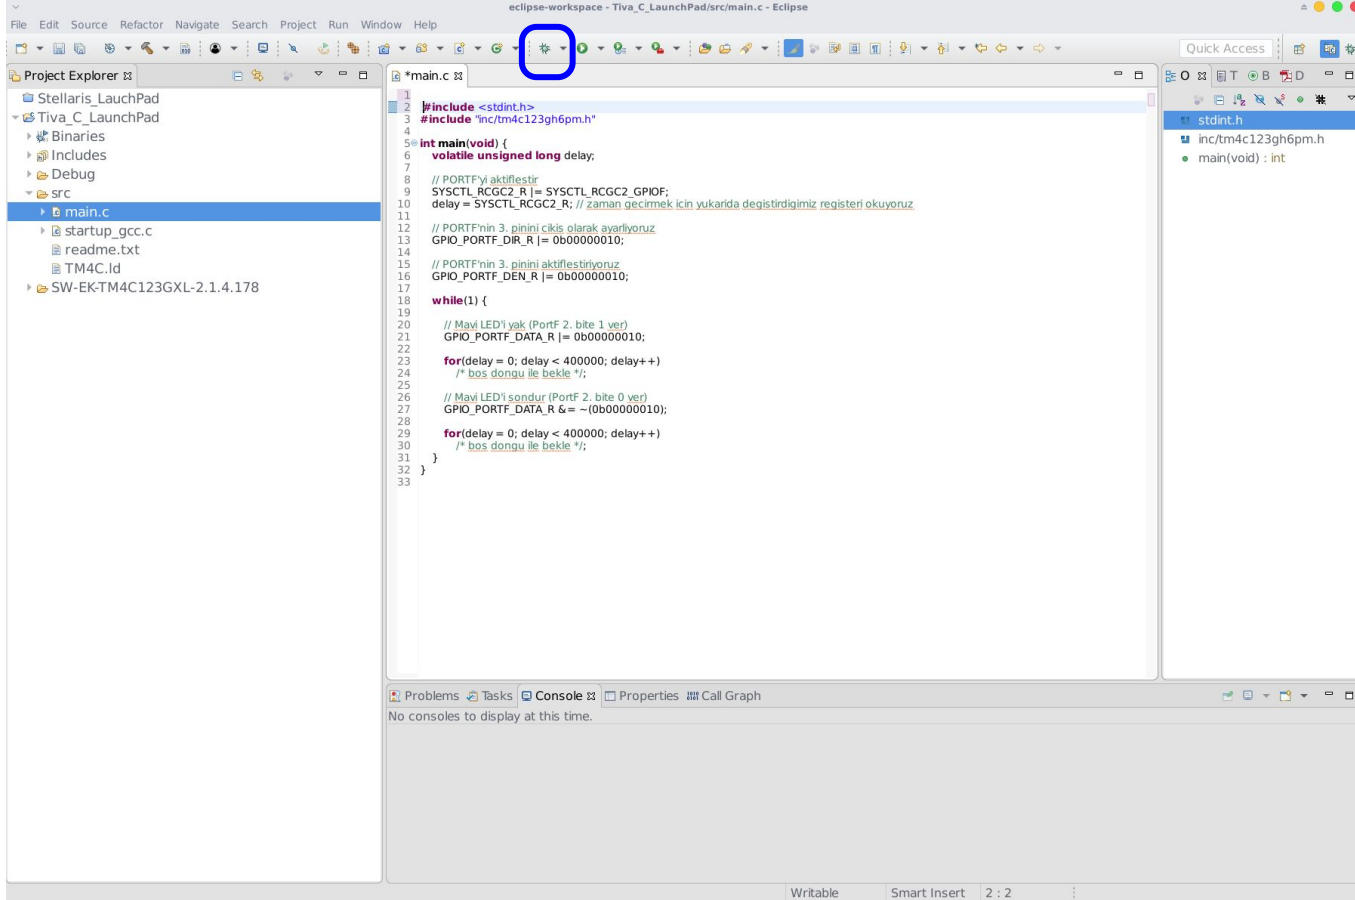 eclipse-workspace - Tiva_C_LaunchPad/src/main.c - Eclipse
File Edit Source Refactor Navigate Search Project Run Window Help
Quick Access
Project Explorer
Stellaris_LauchPad
Tiva_C_LaunchPad
Binaries
Includes
Debug
src
main.c
startup_gcc.c
readme.txt
TM4C.ld
SW-EK-TM4C123GXL-2.1.4.178
*main.c
1
2 #include <stdint.h>
3 #include "inc/tm4c123gh6pm.h"
4
5 int main(void) {
6 volatile unsigned long delay;
7
8 // PORTF'yi aktiflestir
9 SYSCTL_RCGC2_R |= SYSCTL_RCGC2_GPIOF;
10 delay = SYSCTL_RCGC2_R; // zaman gecirmek icin yukarida degistirdigimiz registeri okuyoruz
11
12 // PORTF'nin 3. pinini cikis olarak ayarliyoruz
13 GPIO_PORTF_DIR_R |= 0b00000010;
14
15 // PORTF'nin 3. pinini aktiflestiriyoruz
16 GPIO_PORTF_DEN_R |= 0b00000010;
17
18 while(1) {
19
20 // Mavi LED'i yak (PortF 2. bite 1 ver)
21 GPIO_PORTF_DATA_R |= 0b00000010;
22
23 for(delay = 0; delay < 400000; delay++)
24 /* bos dongu ile bekle */;
25
26 // Mavi LED'i sondur (PortF 2. bite 0 ver)
27 GPIO_PORTF_DATA_R &= ~(0b00000010);
28
29 for(delay = 0; delay < 400000; delay++)
30 /* bos dongu ile bekle */;
31 }
32 }
33
O T B D
stdint.h
inc/tm4c123gh6pm.h
main(void) : int
Problems Tasks Console Properties Call Graph
No consoles to display at this time.
Writable Smart Insert 2 : 2